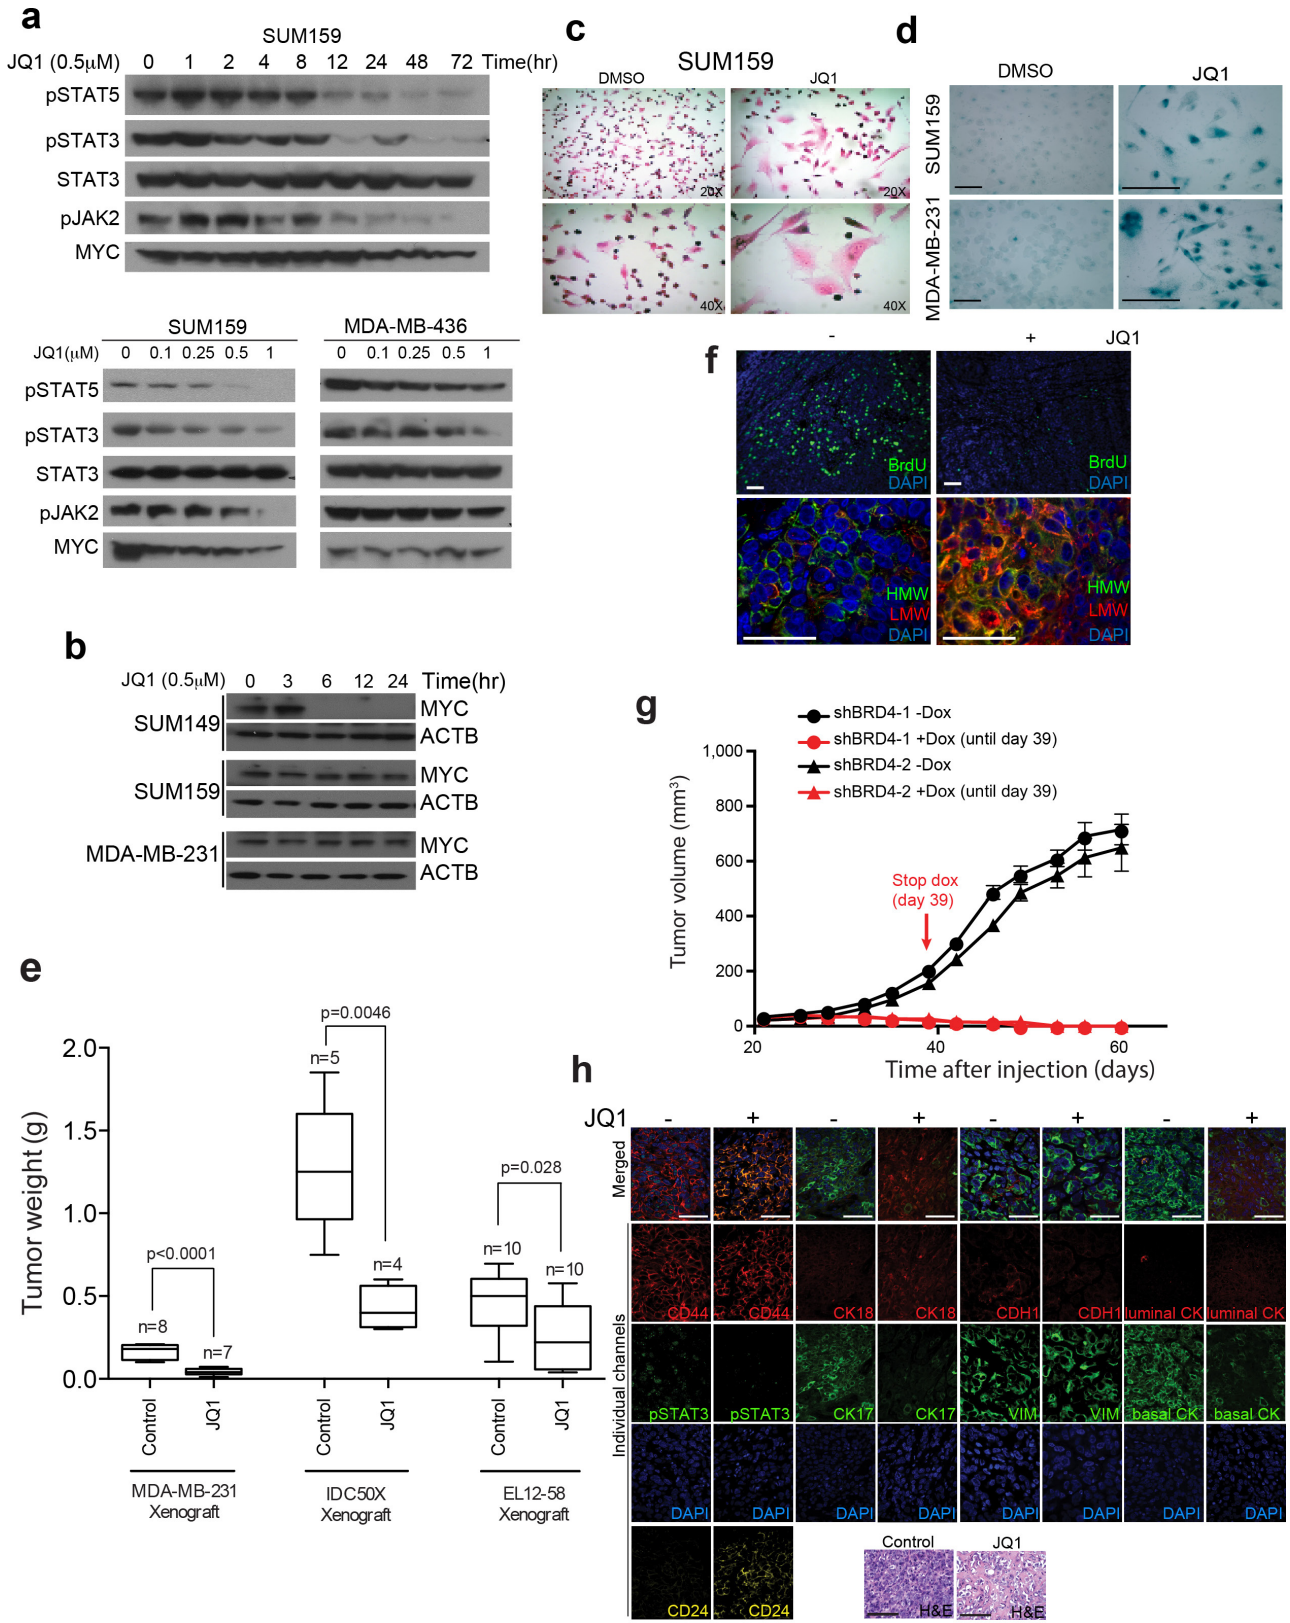 a
SUM159
JQ1 (0.5μM) 0 1 2 4 8 12 24 48 72 Time(hr)
pSTAT5
pSTAT3
STAT3
pJAK2
MYC
SUM159 MDA-MB-436
JQ1(μM) 0 0.1 0.25 0.5 1 0 0.1 0.25 0.5 1
pSTAT5
pSTAT3
STAT3
pJAK2
MYC
b
JQ1 (0.5μM) 0 3 6 12 24 Time(hr)
SUM149 MYC
ACTB
SUM159 MYC
ACTB
MDA-MB-231 MYC
ACTB
c
SUM159
DMSO JQ1
20X 20X
40X 40X
d
DMSO JQ1
SUM159
MDA-MB-231
e
Tumor weight (g)
2.0
1.5
1.0
0.5
0.0
p<0.0001
n=8
n=7
p=0.0046
n=5
n=4
p=0.028
n=10
n=10
Control JQ1 Control JQ1 Control JQ1
MDA-MB-231 Xenograft
IDC50X Xenograft
EL12-58 Xenograft
f
- + JQ1
BrdU DAPI
BrdU DAPI
HMW LMW DAPI
HMW LMW DAPI
g
shBRD4-1 -Dox
shBRD4-1 +Dox (until day 39)
shBRD4-2 -Dox
shBRD4-2 +Dox (until day 39)
Tumor volume (mm³)
1,000
800
600
400
200
0
Stop dox
(day 39)
20 40 60
Time after injection (days)
h
JQ1 - + - + - + - +
Merged
Individual channels
CD44 CD44 CK18 CK18 CDH1 CDH1 luminal CK luminal CK
pSTAT3 pSTAT3 CK17 CK17 VIM VIM basal CK basal CK
DAPI DAPI DAPI DAPI DAPI DAPI DAPI DAPI
CD24 CD24
Control JQ1
H&E H&E